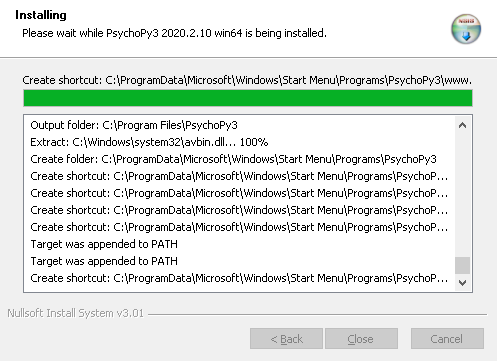 Installing
Please wait while PsychoPy3 2020.2.10 win64 is being installed.
Create shortcut: C:\ProgramData\Microsoft\Windows\Start Menu\Programs\PsychoPy3\www.
Output folder: C:\Program Files\PsychoPy3
Extract: C:\Windows\system32\avbin.dll... 100%
Create folder: C:\ProgramData\Microsoft\Windows\Start Menu\Programs\PsychoPy3
Create shortcut: C:\ProgramData\Microsoft\Windows\Start Menu\Programs\PsychoP...
Create shortcut: C:\ProgramData\Microsoft\Windows\Start Menu\Programs\PsychoP...
Create shortcut: C:\ProgramData\Microsoft\Windows\Start Menu\Programs\PsychoP...
Create shortcut: C:\ProgramData\Microsoft\Windows\Start Menu\Programs\PsychoP...
Target was appended to PATH
Target was appended to PATH
Create shortcut: C:\ProgramData\Microsoft\Windows\Start Menu\Programs\PsychoP...
Nullsoft Install System v3.01
< Back
Close
Cancel